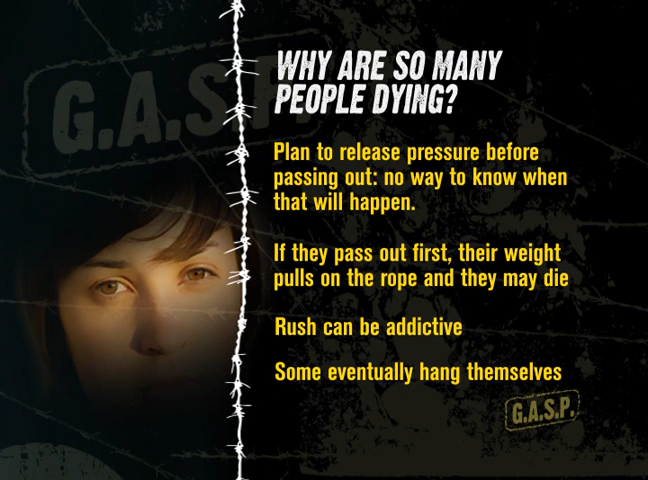 G.A.S.P.
WHY ARE SO MANY
PEOPLE DYING?
Plan to release pressure before
passing out: no way to know when
that will happen.
If they pass out first, their weight
pulls on the rope and they may die
Rush can be addictive
Some eventually hang themselves
G.A.S.P.